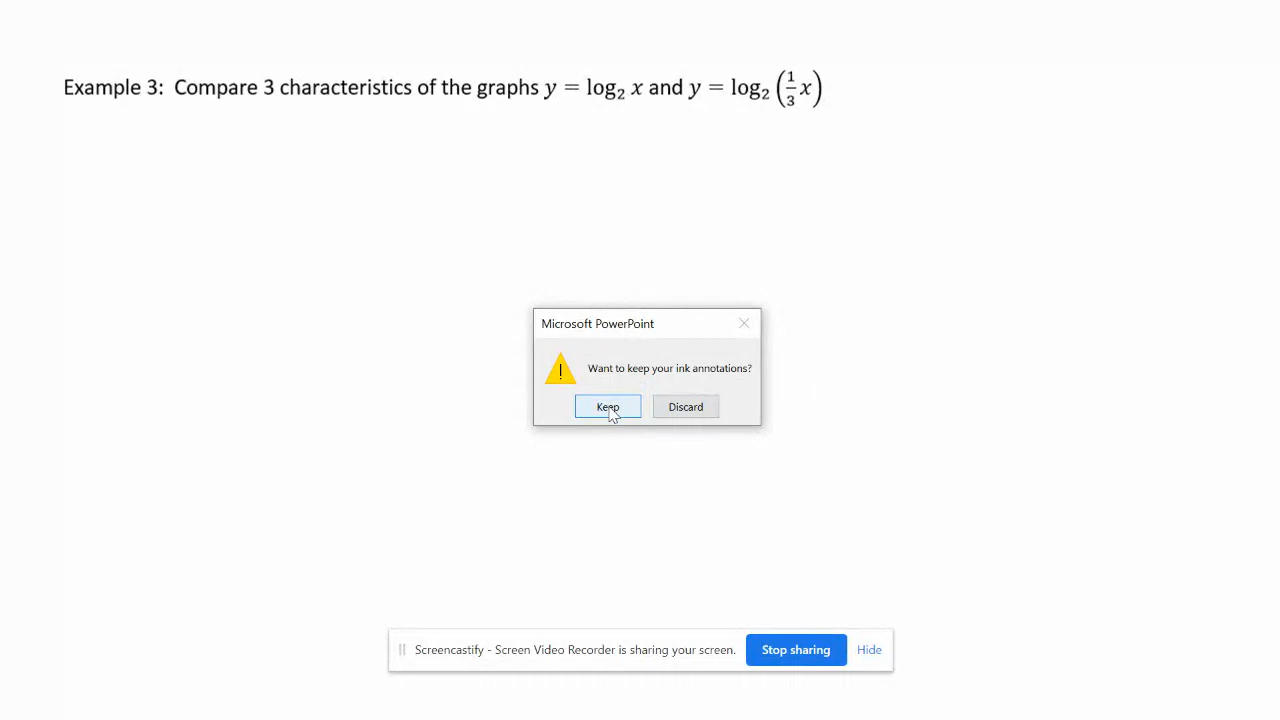 Example 3:  Compare 3 characteristics of the graphs y = log₂ x and y = log₂ (1/3 x)
Microsoft PowerPoint
Want to keep your ink annotations?
Keep Discard
Screencastify - Screen Video Recorder is sharing your screen. Stop sharing Hide